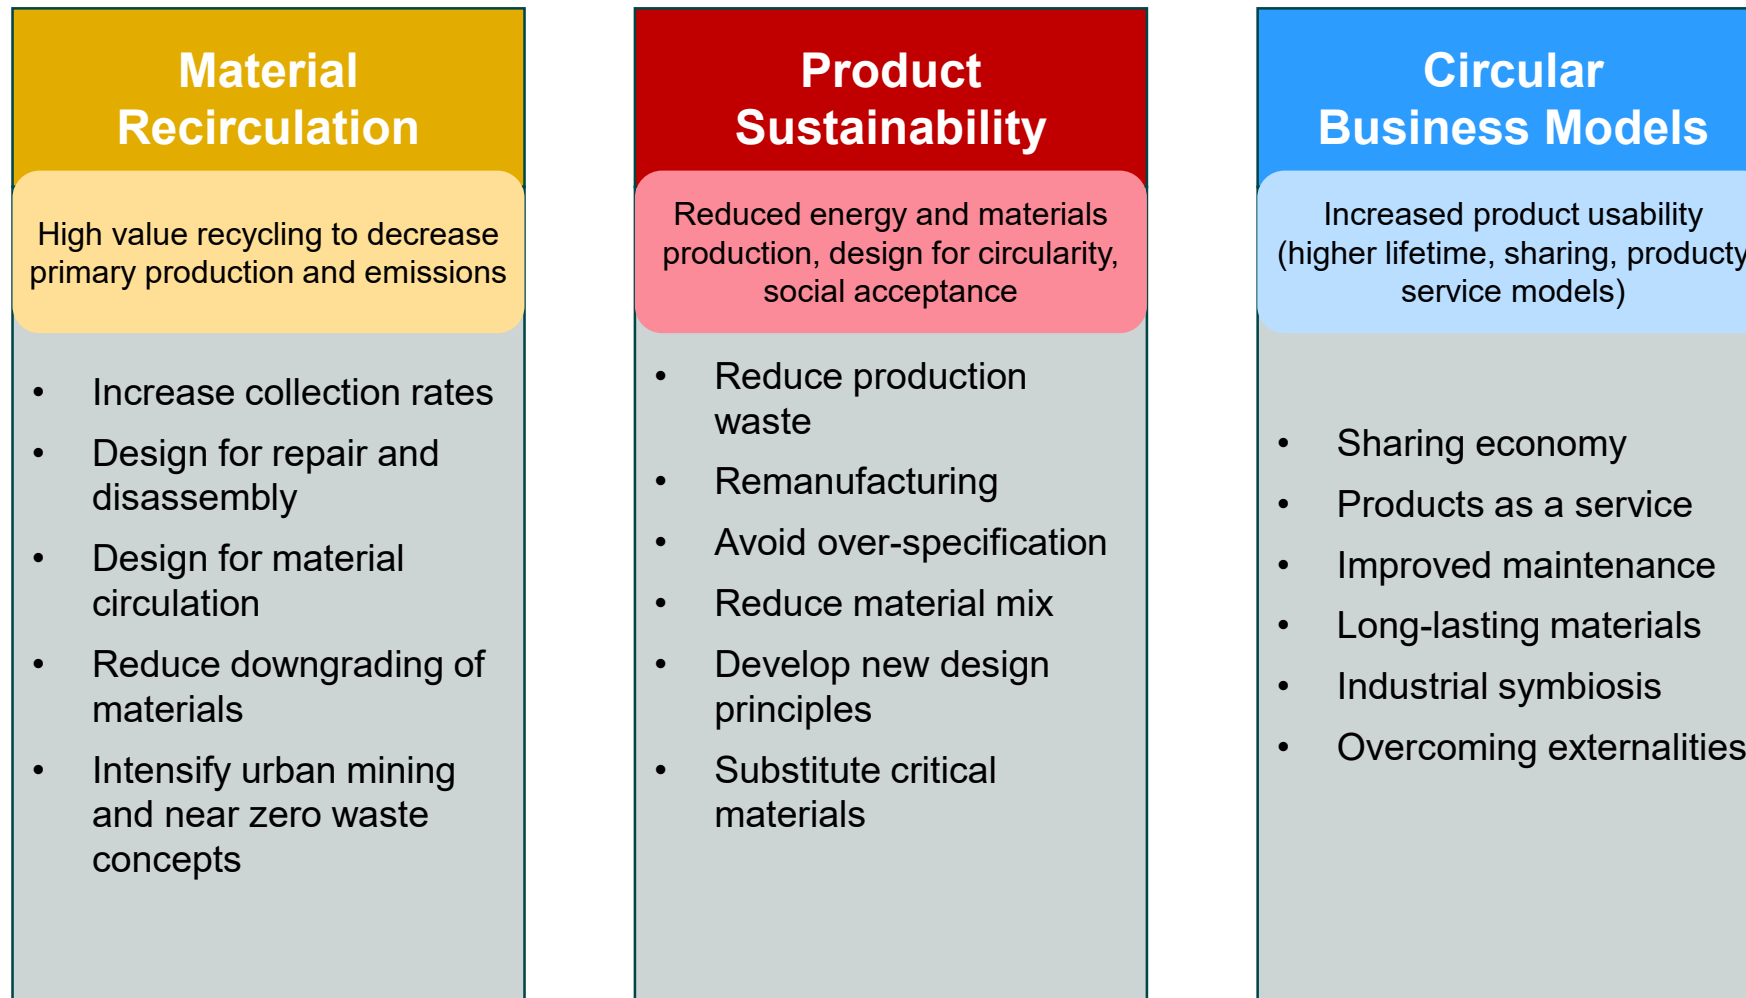 Material
Recirculation
High value recycling to decrease
primary production and emissions
• Increase collection rates
• Design for repair and
disassembly
• Design for material
circulation
• Reduce downgrading of
materials
• Intensify urban mining
and near zero waste
concepts
Product
Sustainability
Reduced energy and materials
production, design for circularity,
social acceptance
• Reduce production
waste
• Remanufacturing
• Avoid over-specification
• Reduce material mix
• Develop new design
principles
• Substitute critical
materials
Circular
Business Models
Increased product usability
(higher lifetime, sharing, producty
service models)
• Sharing economy
• Products as a service
• Improved maintenance
• Long-lasting materials
• Industrial symbiosis
• Overcoming externalities